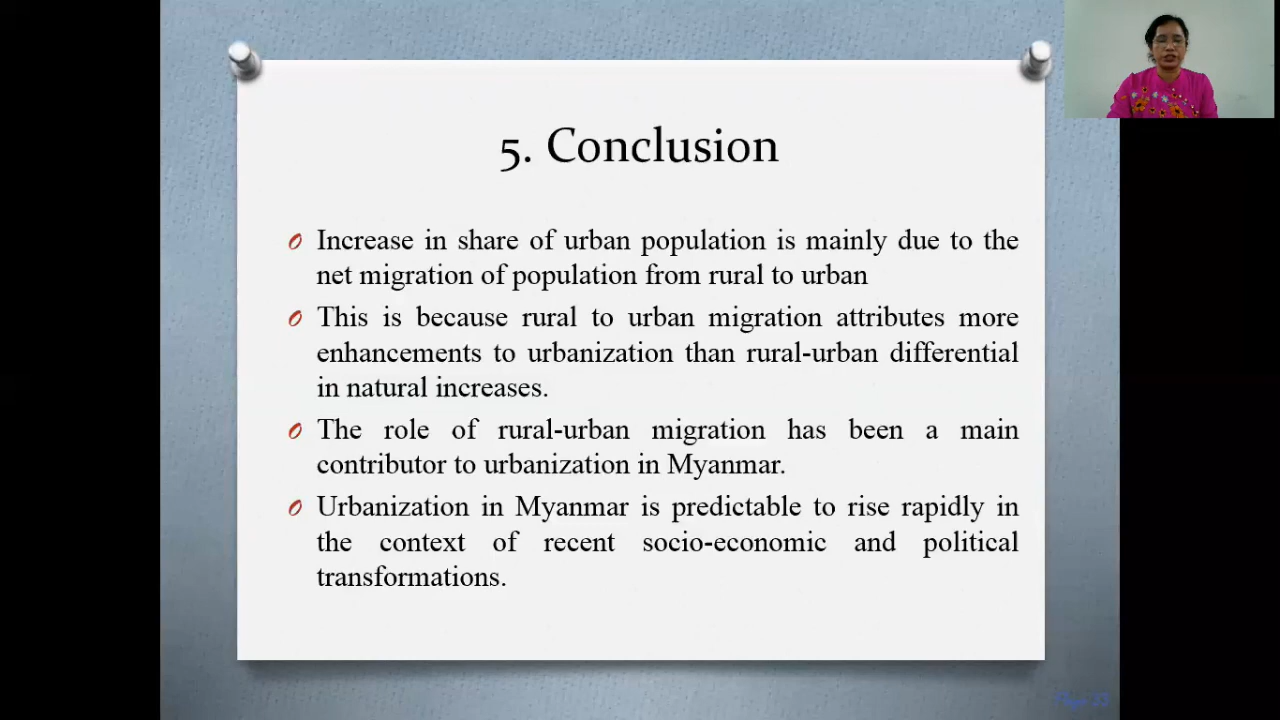 5. Conclusion
Increase in share of urban population is mainly due to the
net migration of population from rural to urban
This is because rural to urban migration attributes more
enhancements to urbanization than rural-urban differential
in natural increases.
The role of rural-urban migration has been a main
contributor to urbanization in Myanmar.
Urbanization in Myanmar is predictable to rise rapidly in
the context of recent socio-economic and political
transformations.